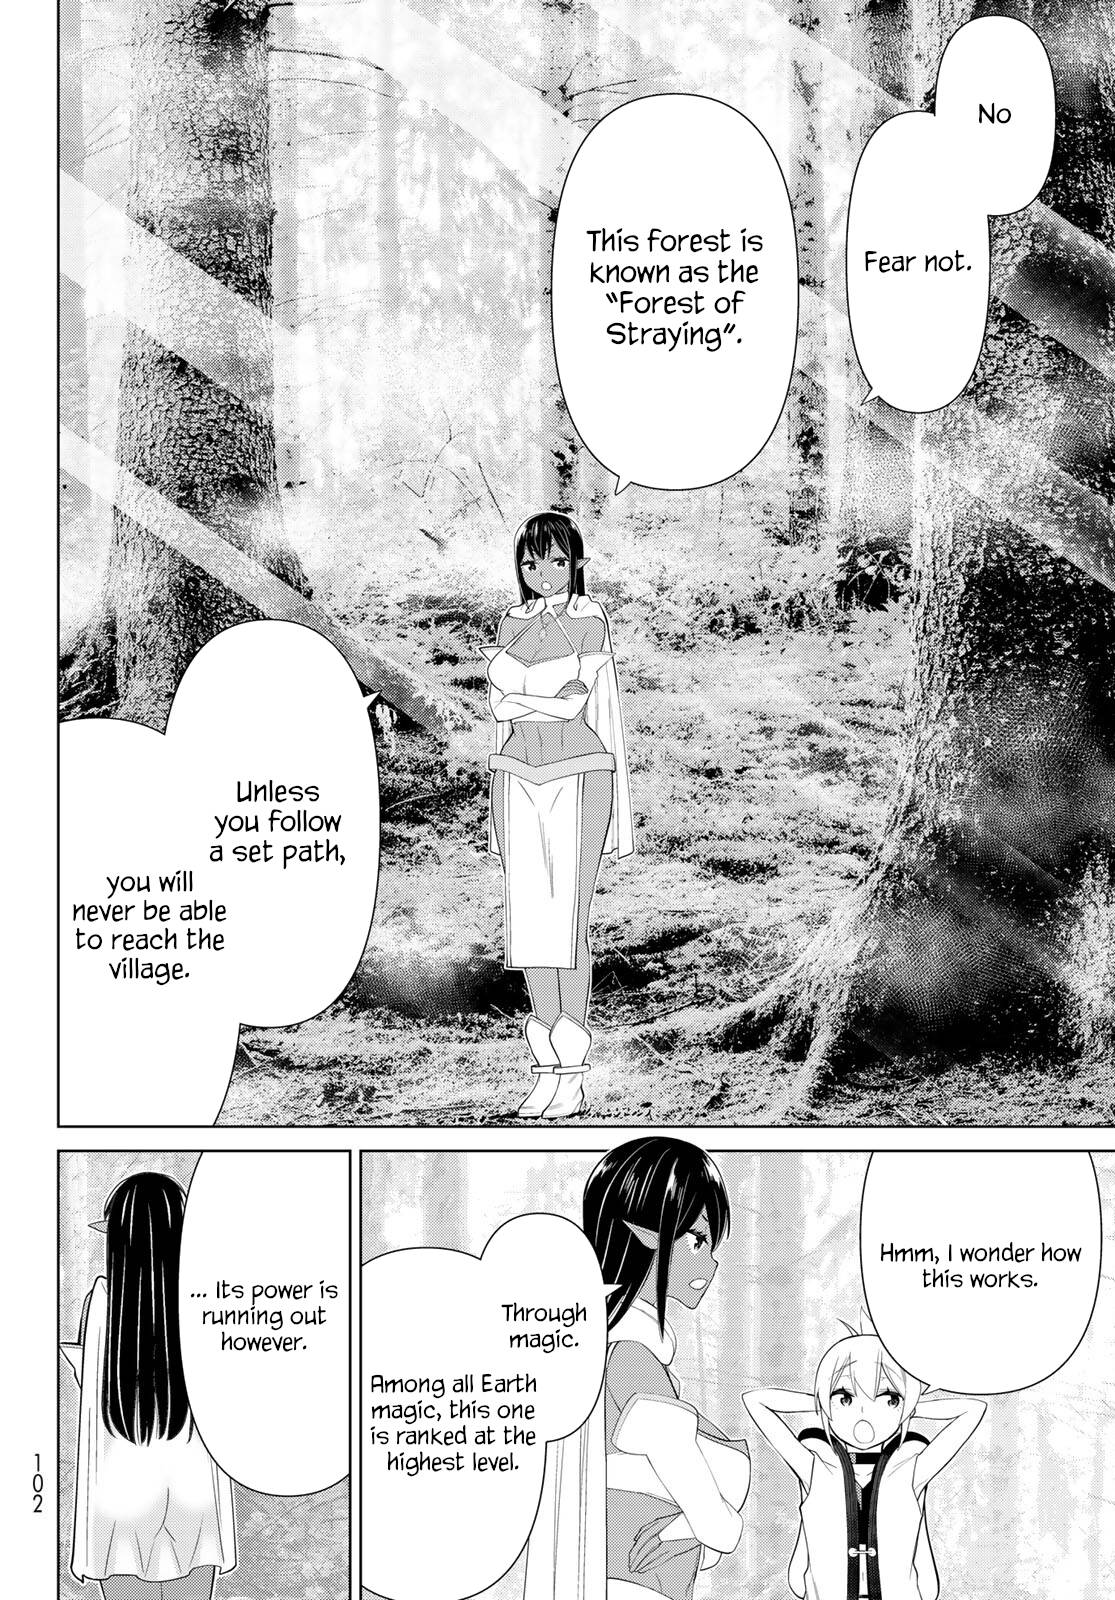 No
Fear not.
This forest is
known as the
"Forest of
Straying".
Unless
you follow
a set path,
you will
never be able
to reach the
village.
Hmm, I wonder how
this works.
Through
magic.
Among all Earth
magic, this one
is ranked at the
highest level.
... Its power is
running out
however.
102